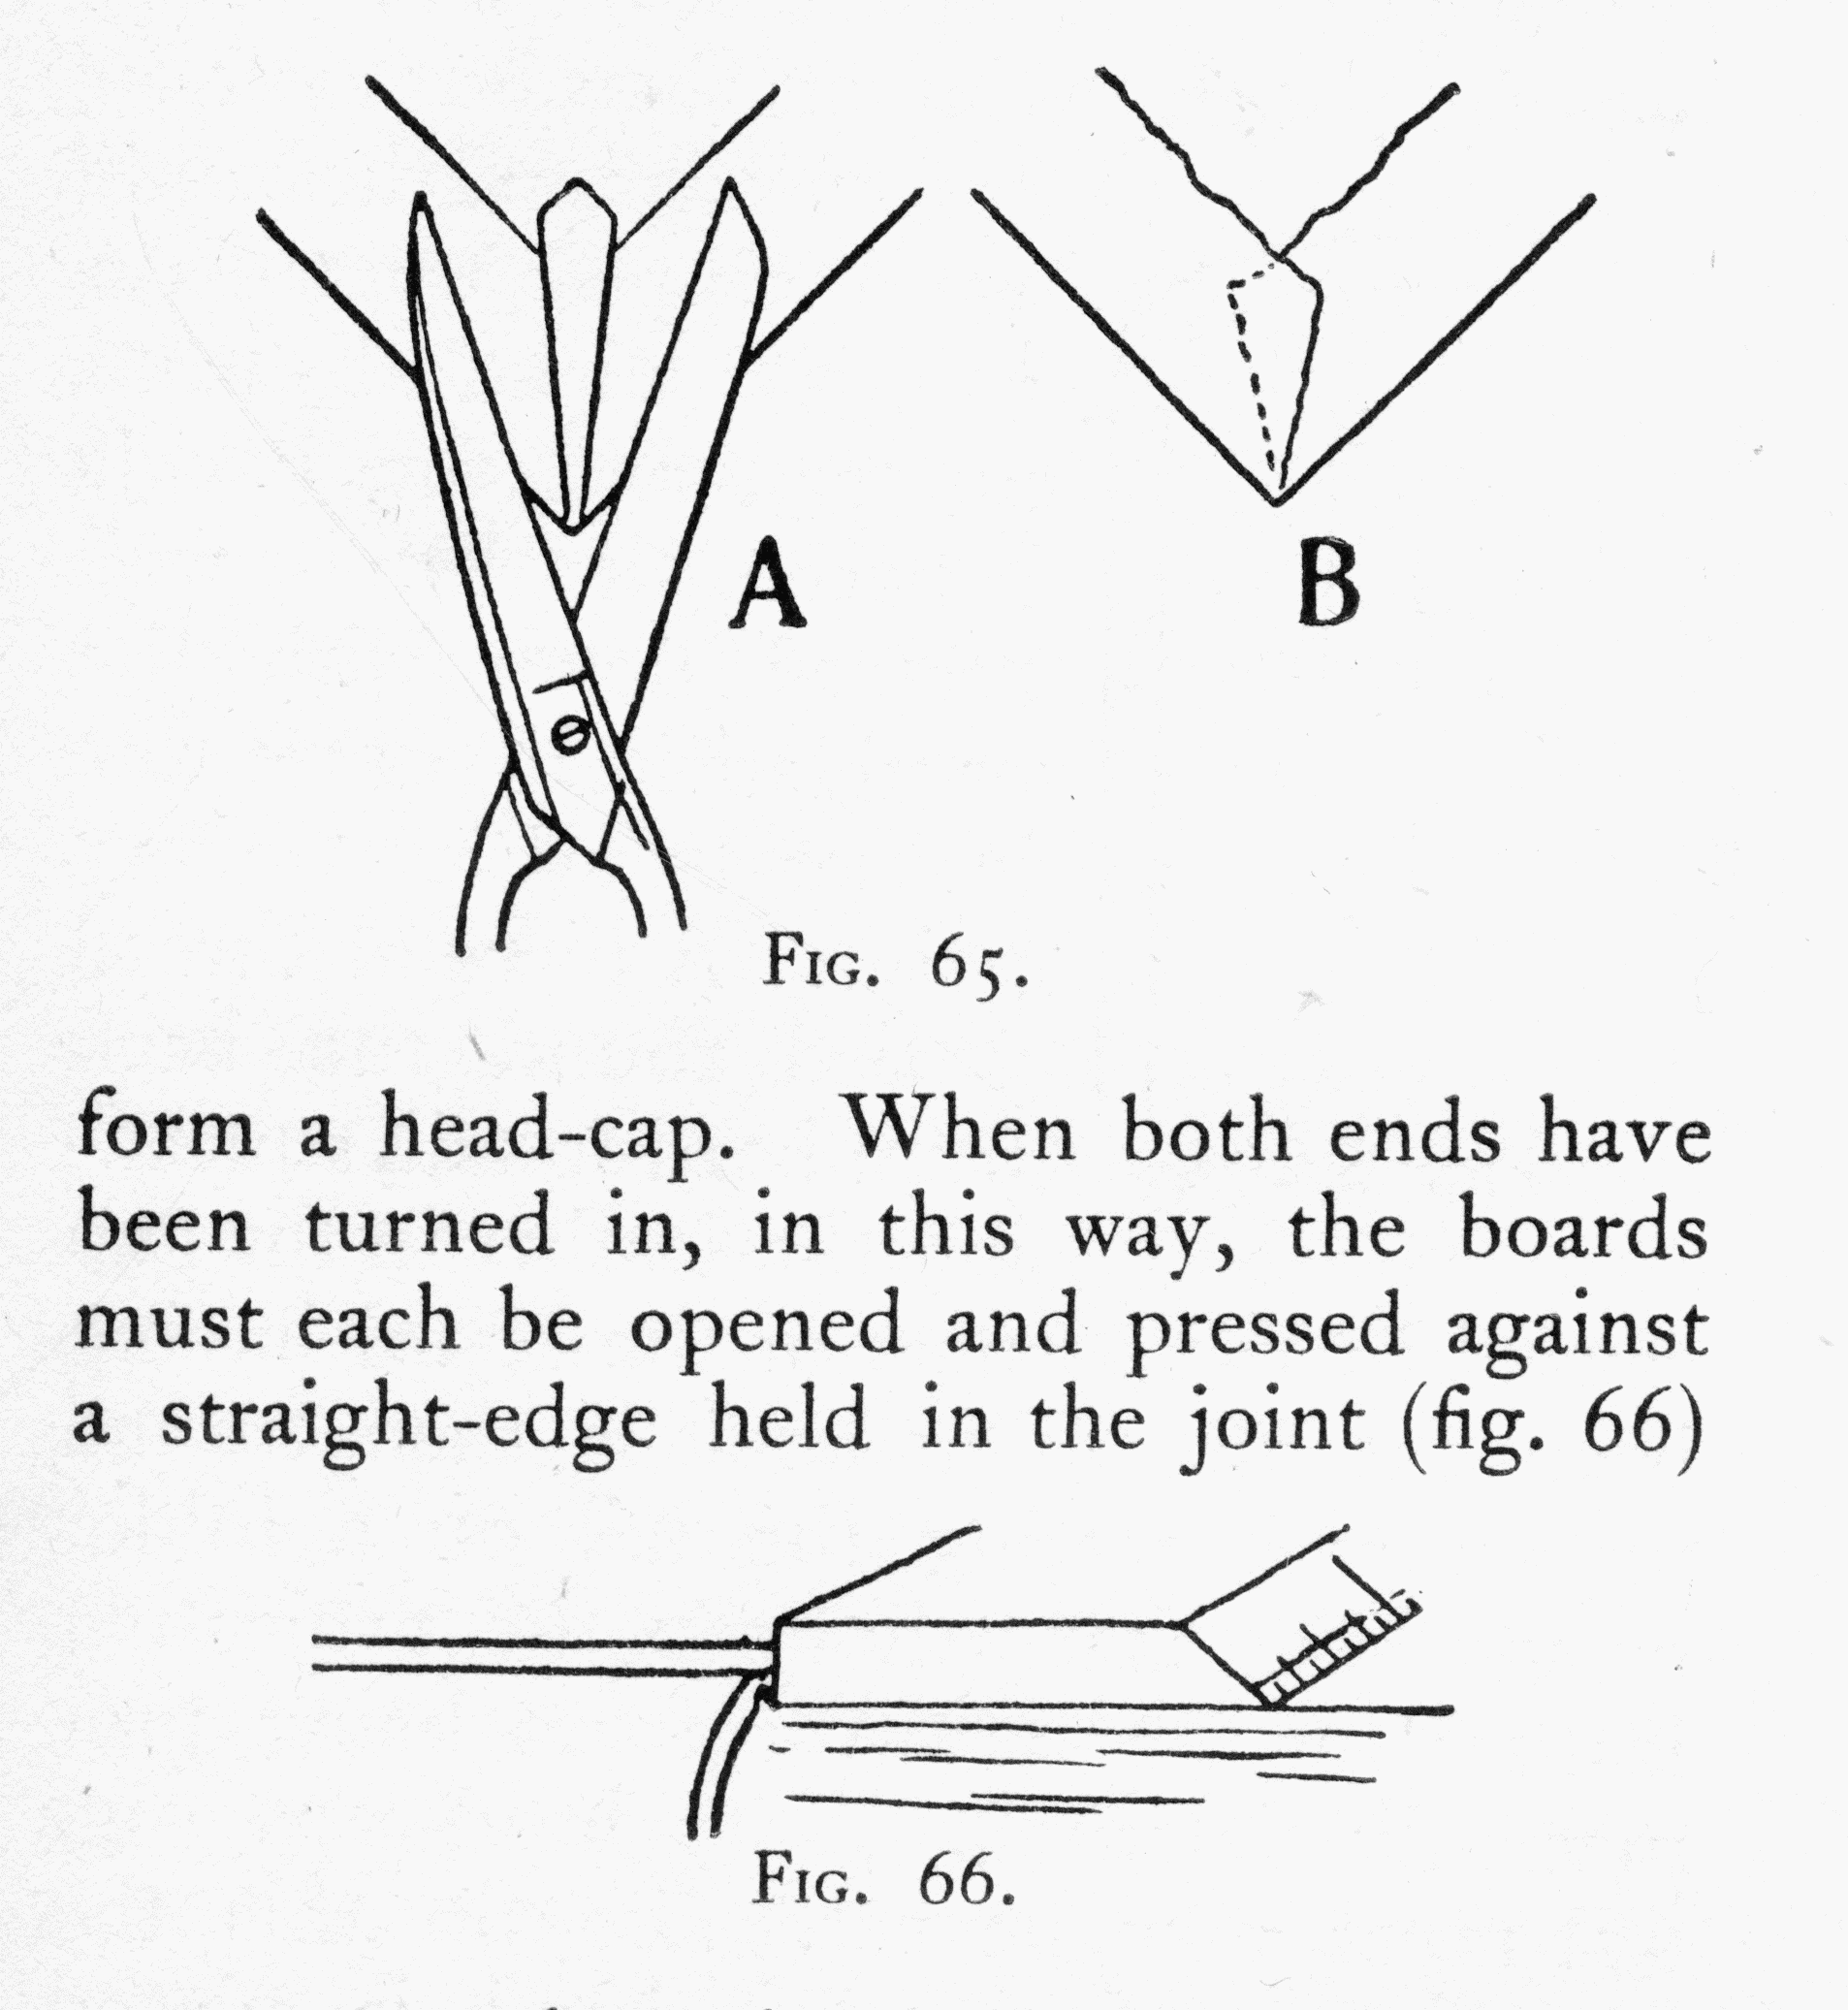 A
B
Fig. 65.
form a head-cap. When both ends have
been turned in, in this way, the boards
must each be opened and pressed against
a straight-edge held in the joint (fig. 66)
Fig. 66.